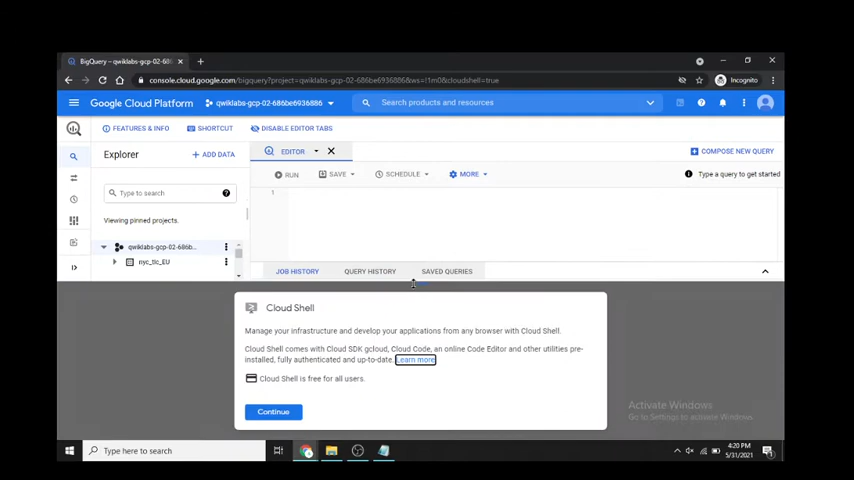 BigQuery – qwiklabs-gcp-02-686
console.cloud.google.com/bigquery?project=qwiklabs-gcp-02-686be6936886&ws=!1m0&cloudshell=true
Incognito
Google Cloud Platform
qwiklabs-gcp-02-686be6936886
Search products and resources
FEATURES & INFO
SHORTCUT
DISABLE EDITOR TABS
Explorer
+ ADD DATA
EDITOR
COMPOSE NEW QUERY
RUN
SAVE
SCHEDULE
MORE
Type a query to get started
Type to search
1
Viewing pinned projects.
qwiklabs-gcp-02-686b...
nyc_tlc_EU
JOB HISTORY
QUERY HISTORY
SAVED QUERIES
Cloud Shell
Manage your infrastructure and develop your applications from any browser with Cloud Shell.
Cloud Shell comes with Cloud SDK gcloud, Cloud Code, an online Code Editor and other utilities pre-
installed, fully authenticated and up-to-date. Learn more
Cloud Shell is free for all users.
Continue
Activate Windows
Go to Settings to activate Windows.
Type here to search
4:20 PM
5/31/2021